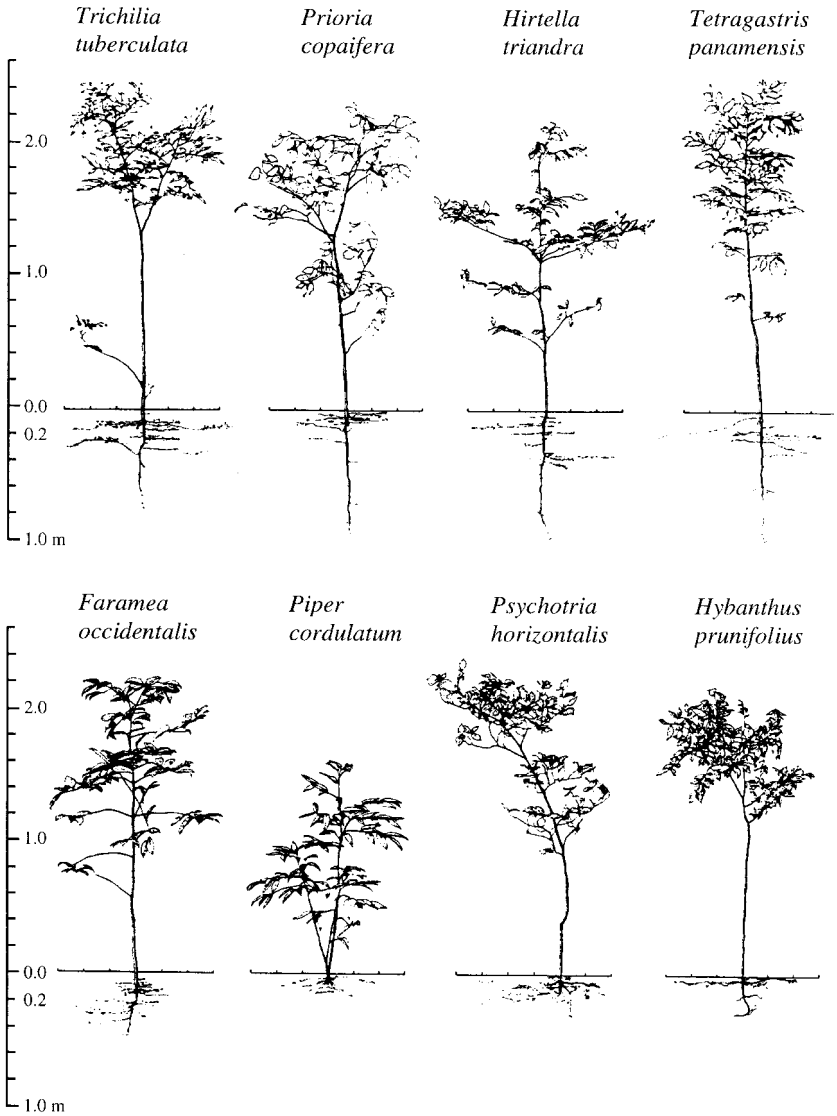 Trichilia
tuberculata
Prioria
copaifera
Hirtella
triandra
Tetragastris
panamensis
2.0
1.0
0.0
0.2
1.0 m
Faramea
occidentalis
Piper
cordulatum
Psychotria
horizontalis
Hybanthus
prunifolius
2.0
1.0
0.0
0.2
1.0 m